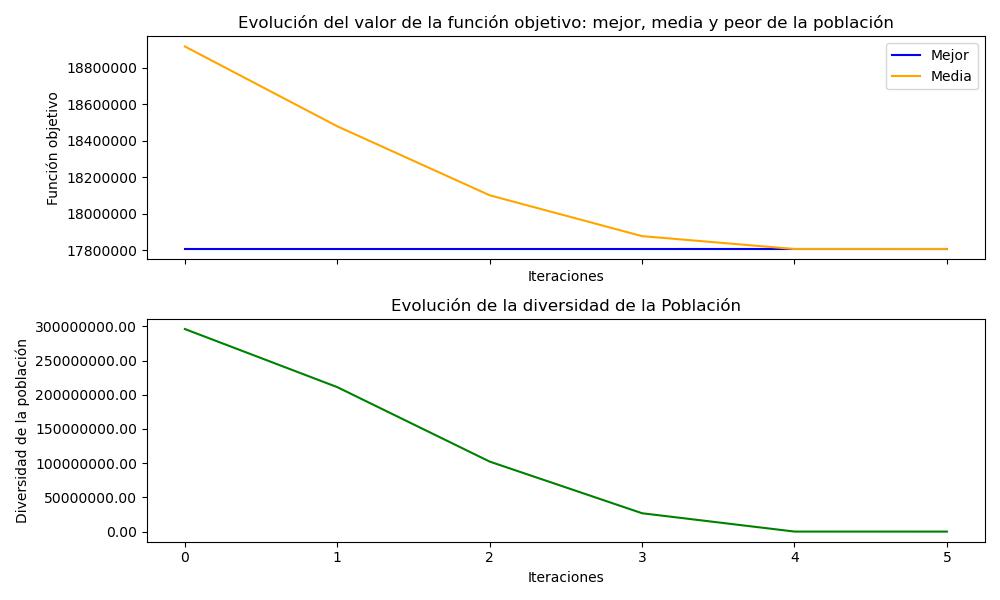 Evolución del valor de la función objetivo: mejor, media y peor de la población
Función objetivo
18800000
18600000
18400000
18200000
18000000
17800000
Mejor
Media
Iteraciones
Evolución de la diversidad de la Población
Diversidad de la población
300000000.00
250000000.00
200000000.00
150000000.00
100000000.00
50000000.00
0.00
0 1 2 3 4 5
Iteraciones